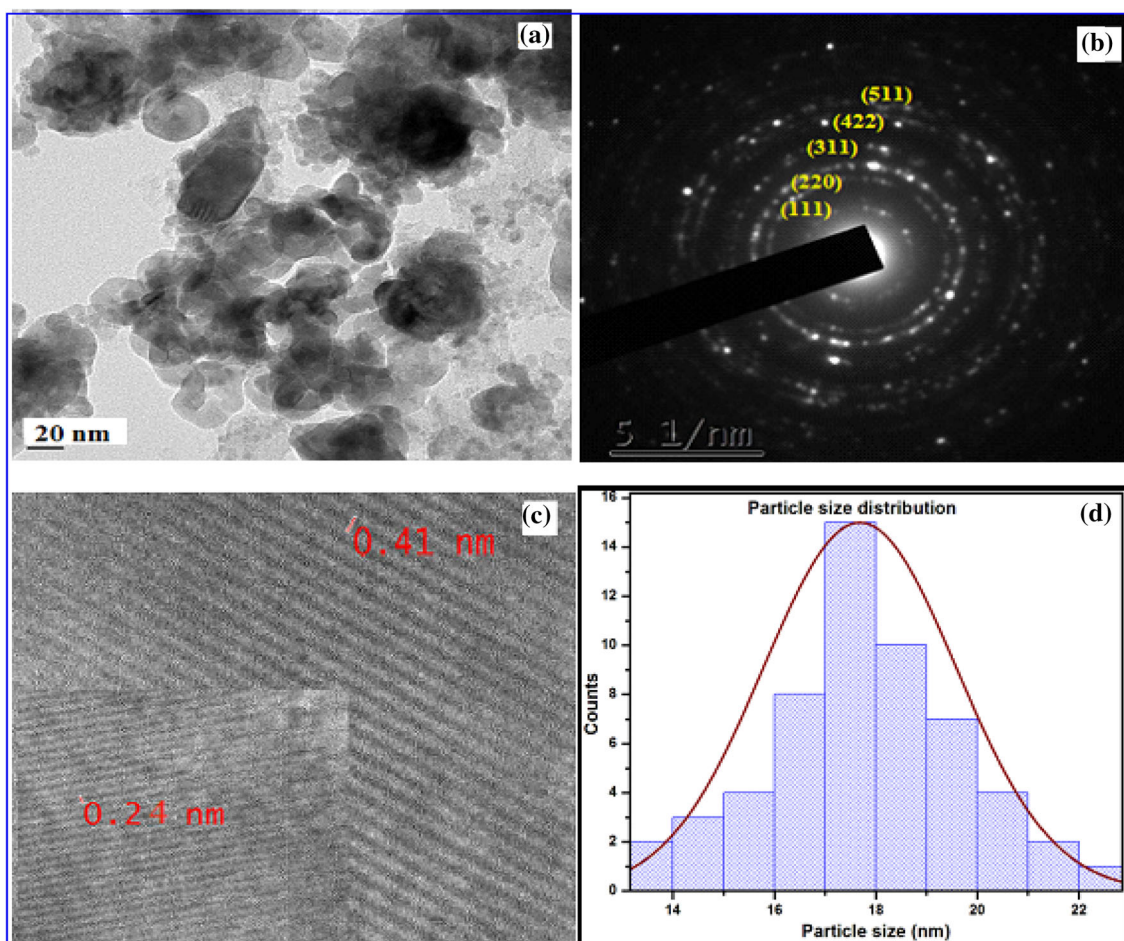 (a)
20 nm
(b)
(511)
(422)
(311)
(220)
(111)
5 1/nm
(c)
0.41 nm
0.24 nm
(d)
Particle size distribution
16
14
12
10
8
6
4
2
0
Counts
14 16 18 20 22
Particle size (nm)